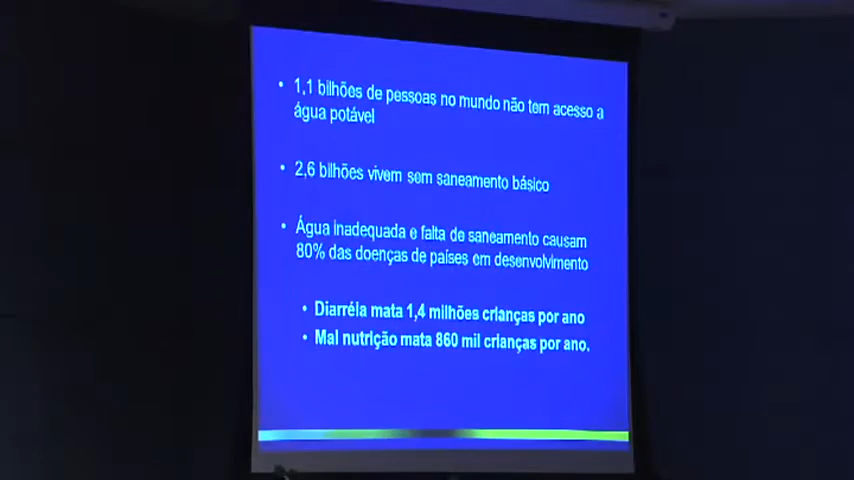 • 1,1 bilhões de pessoas no mundo não tem acesso a
água potável
• 2,6 bilhões vivem sem saneamento básico
• Água inadequada e falta de saneamento causam
80% das doenças de países em desenvolvimento
• Diarréia mata 1,4 milhões crianças por ano
• Mal nutrição mata 860 mil crianças por ano.